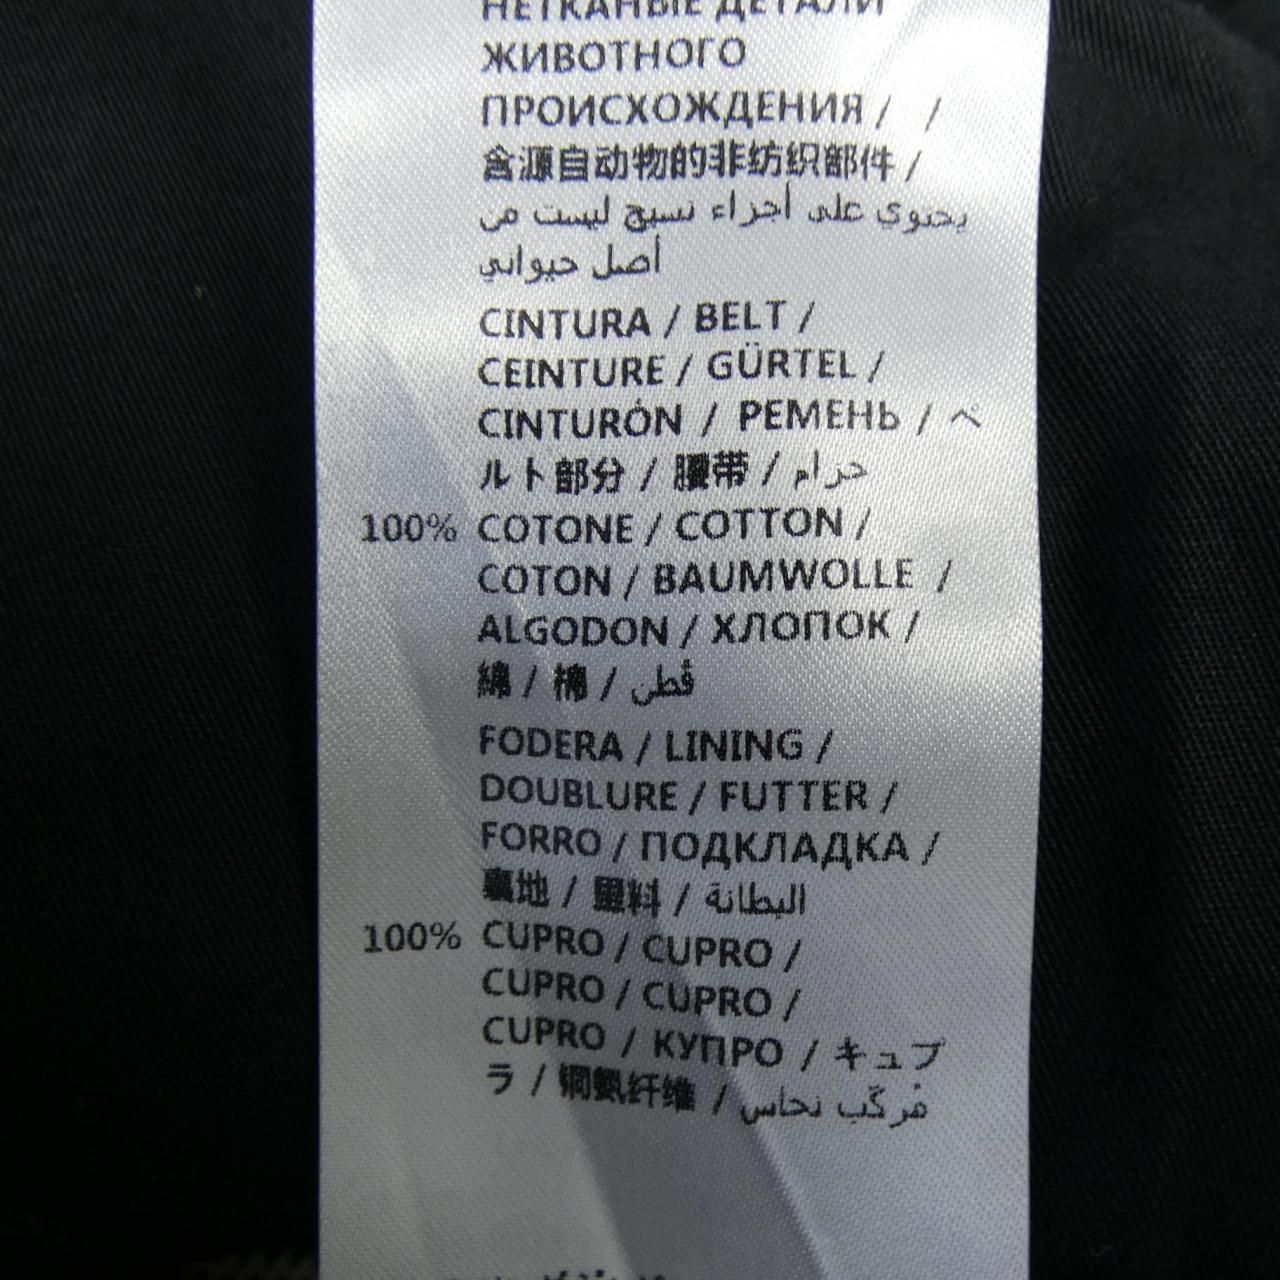 НЕТКАНЫЕ ДЕТАЛИ
ЖИВОТНОГО
ПРОИСХОЖДЕНИЯ / /
含源自动物的非纺织部件 /
يحتوي على أجزاء نسيج ليست من
أصل حيواني
CINTURA / BELT /
CEINTURE / GÜRTEL /
CINTURÓN / РЕМЕНЬ / ベ
ルト部分 / 腰带 / حزام
100% COTONE / COTTON /
COTON / BAUMWOLLE /
ALGODON / ХЛОПОК /
綿 / 棉 / قطن
FODERA / LINING /
DOUBLURE / FUTTER /
FORRO / ПОДКЛАДКА /
裏地 / 里料 / البطانة
100% CUPRO / CUPRO /
CUPRO / CUPRO /
CUPRO / КУПРО / キュプ
ラ / 铜氨纤维 / مُركّب نحاس